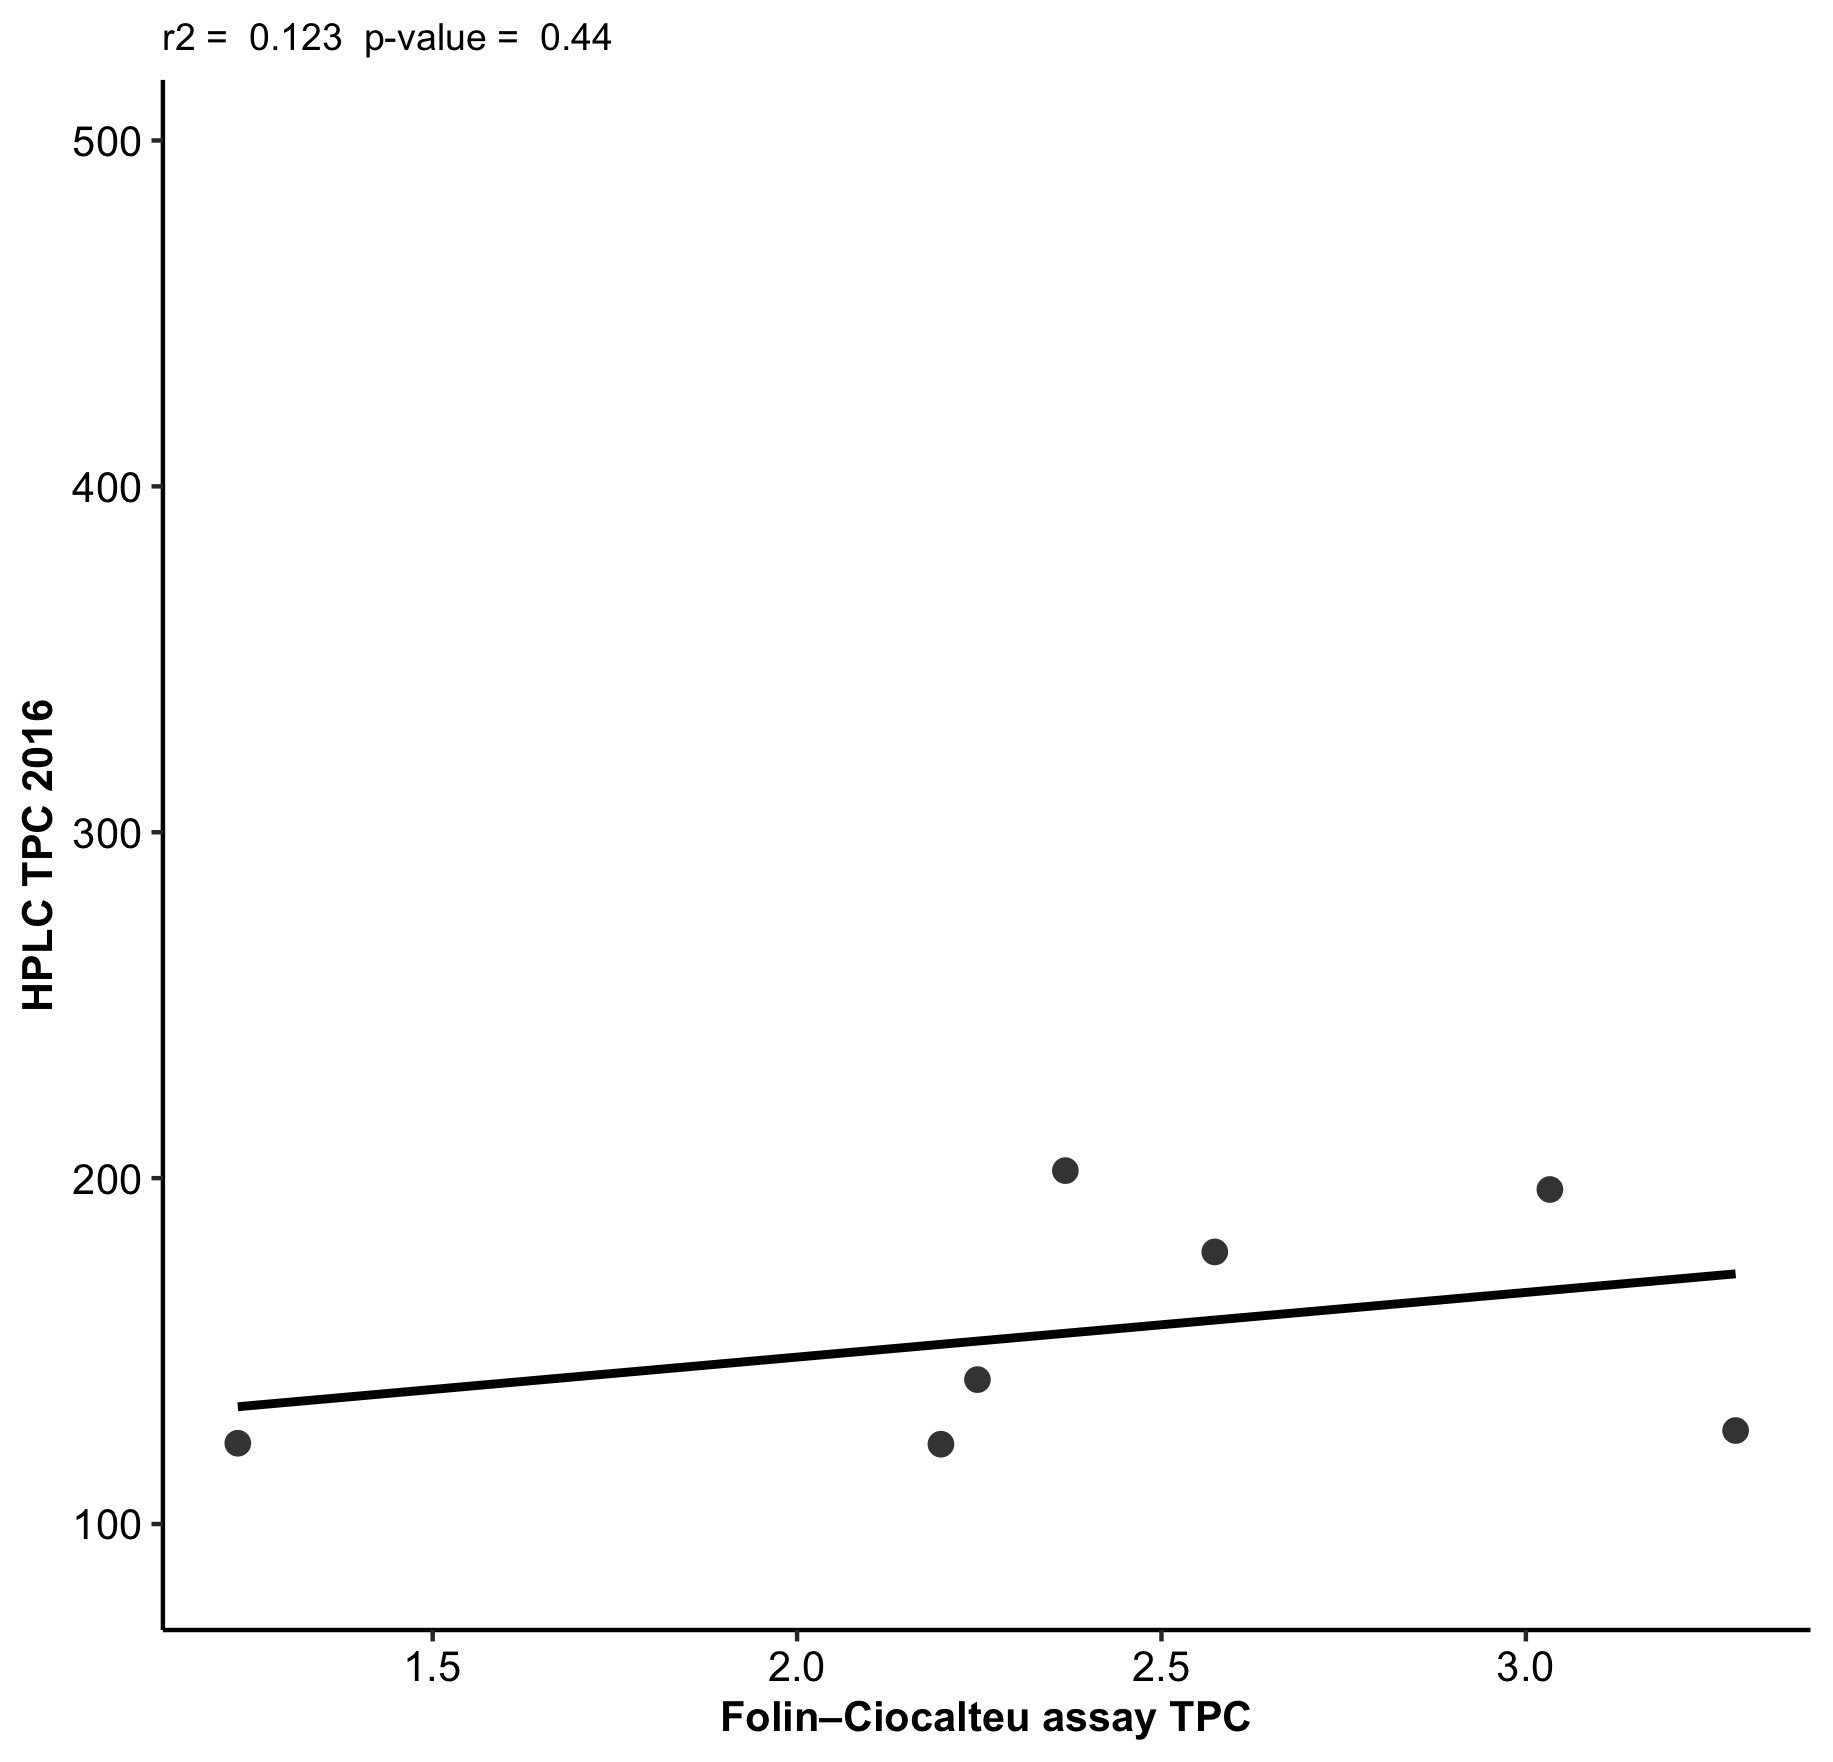 r2 =  0.123  p-value =  0.44
500
400
300
200
100
HPLC TPC 2016
1.5 2.0 2.5 3.0
Folin–Ciocalteu assay TPC